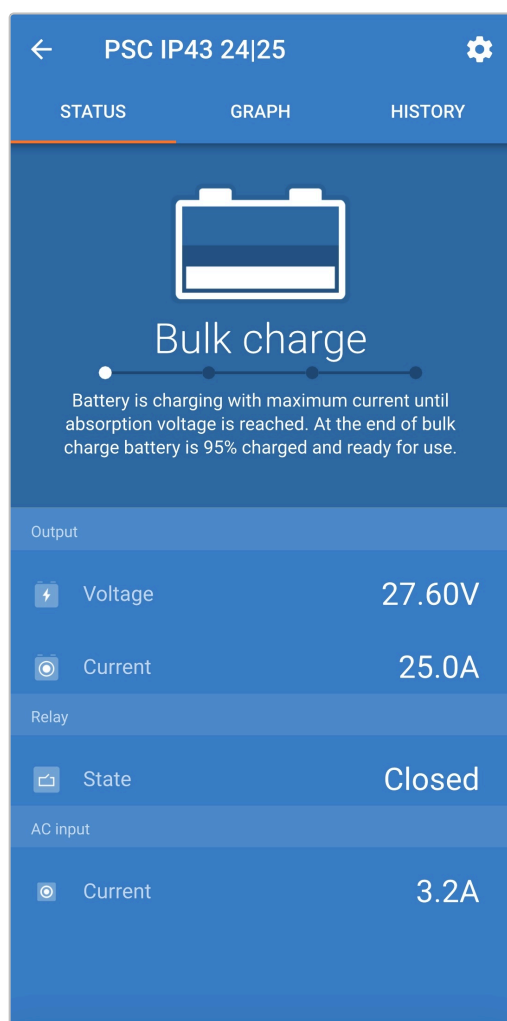 PSC IP43 24|25
STATUS GRAPH HISTORY
Bulk charge
Battery is charging with maximum current until
absorption voltage is reached. At the end of bulk
charge battery is 95% charged and ready for use.
Output
Voltage 27.60V
Current 25.0A
Relay
State Closed
AC input
Current 3.2A